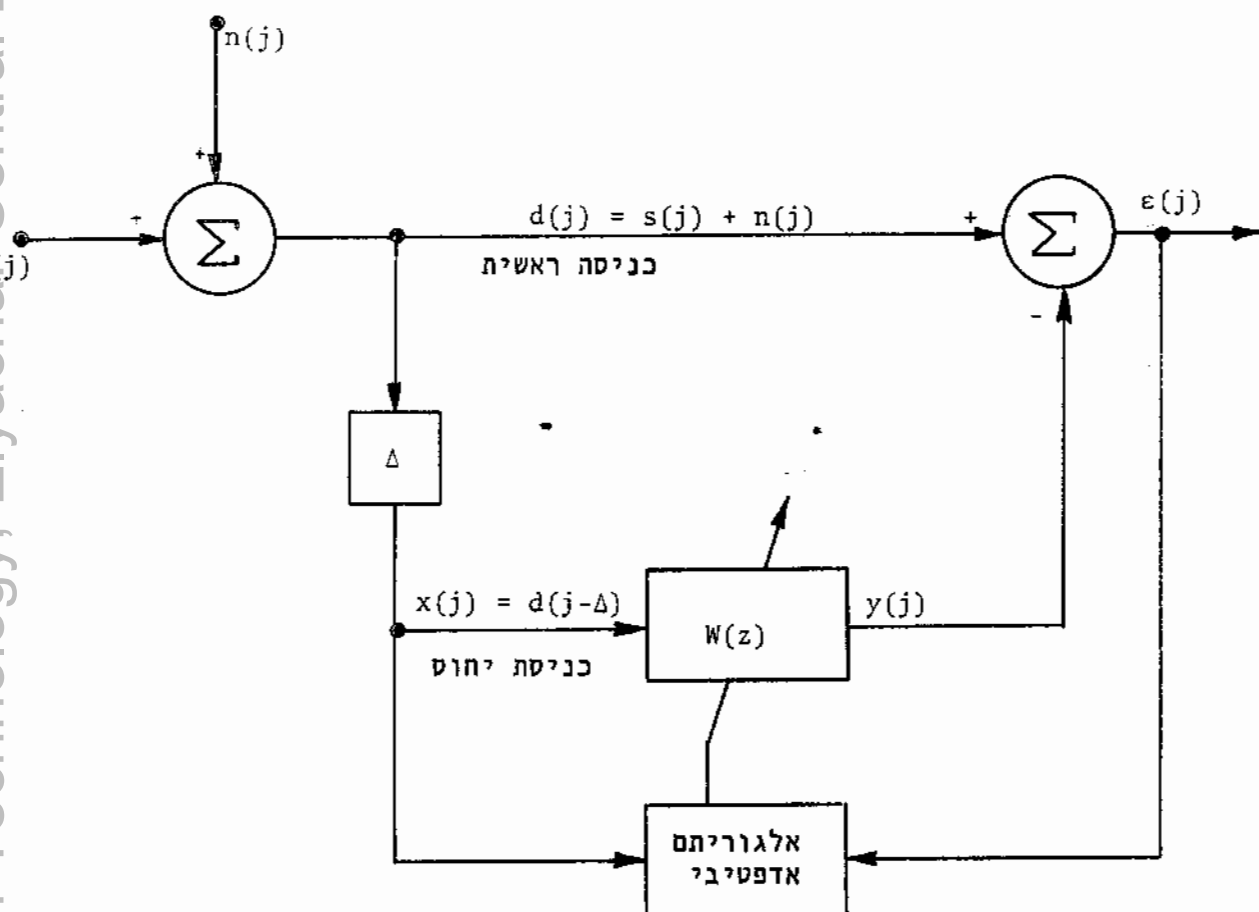 n(j)
+
+
Σ
d(j) = s(j) + n(j)
כניסה ראשית
+
Σ
ε(j)
-
Δ
x(j) = d(j-Δ)
כניסת יחוס
W(z)
y(j)
אלגוריתם
אדפטיבי